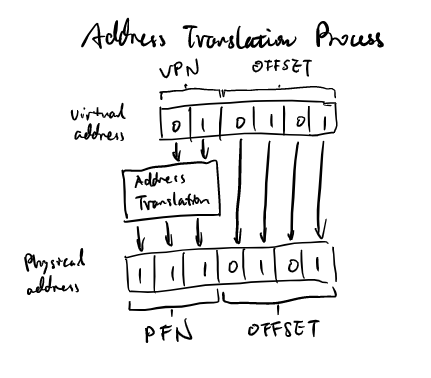 Address Translation Process
VPN OFFSET
Virtual address
0 1 0 1 0 1
Address
Translation
Physical address
1 1 1 0 1 0 1
PFN OFFSET